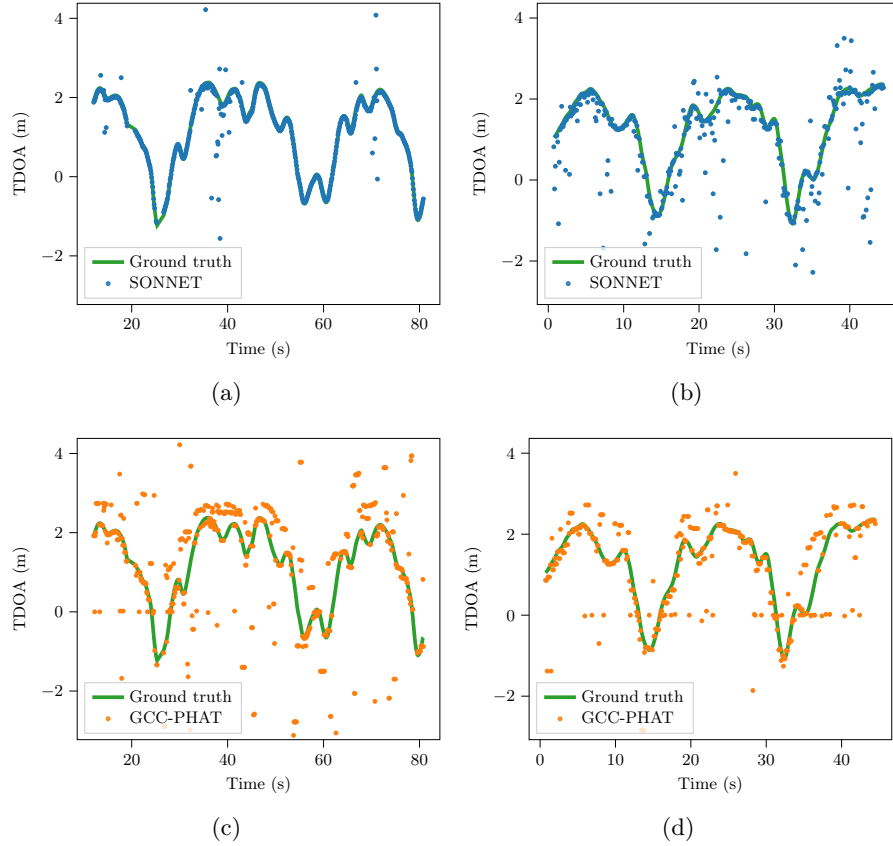 4
2
0
−2
TDOA (m)
Ground truth
SONNET
20
40
60
80
Time (s)
(a)
4
2
0
−2
TDOA (m)
Ground truth
SONNET
0
10
20
30
40
Time (s)
(b)
4
2
0
−2
TDOA (m)
Ground truth
GCC-PHAT
20
40
60
80
Time (s)
(c)
4
2
0
−2
TDOA (m)
Ground truth
GCC-PHAT
0
10
20
30
40
Time (s)
(d)